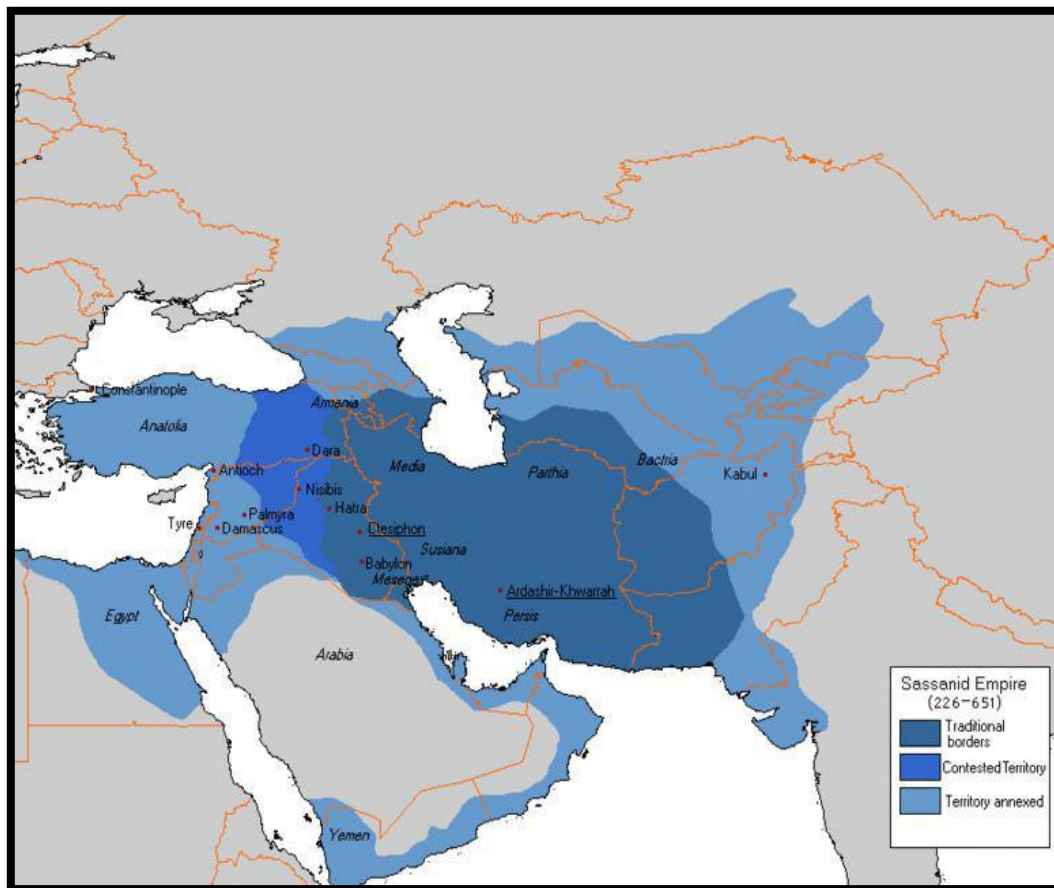 Constantinople
Armania
Anatolia
Dara
Media
Parthia
Bactria
Antioch
Kabul
Nisibis
Palmyra
Hatra
Tyre
Damascus
Ctesiphon
Susiana
Babylon
Ardashir-Khwarrah
Egypt
Persis
Arabia
Yemen
Sassanid Empire
(226-651)
Traditional
borders
Contested Territory
Territory annexed